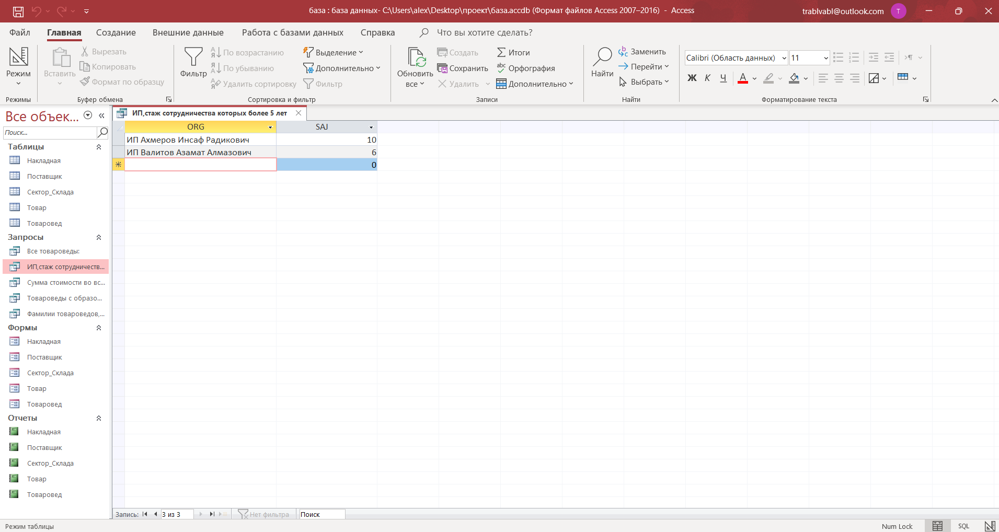 база : база данных- C:\Users\alex\Desktop\проект\база.accdb (Формат файлов Access 2007–2016) - Access
trablvabl@outlook.com
T
Файл Главная Создание Внешние данные Работа с базами данных Справка Что вы хотите сделать?
Режим
Режимы
Вставить
Вырезать
Копировать
Формат по образцу
Буфер обмена
Фильтр
По возрастанию
По убыванию
Удалить сортировку
Выделение
Дополнительно
Фильтр
Сортировка и фильтр
Обновить
все
Создать
Сохранить
Удалить
Итоги
Орфография
Дополнительно
Записи
Найти
Заменить
Перейти
Выбрать
Найти
Calibri (Область данных) 11
Ж К Ч А
Форматирование текста
Все объек...
Поиск...
Таблицы
Накладная
Поставщик
Сектор_Склада
Товар
Товаровед
Запросы
Все товароведы:
ИП,стаж сотрудничеств...
Сумма стоимости во вс...
Товароведы с образо...
Фамилии товароведов,...
Формы
Накладная
Поставщик
Сектор_Склада
Товар
Товаровед
Отчеты
Накладная
Поставщик
Сектор_Склада
Товар
Товаровед
ИП,стаж сотрудничества которых более 5 лет
ORG SAJ
ИП Ахмеров Инсаф Радикович 10
ИП Валитов Азамат Алмазович 6
0
Запись: 3 из 3 Нет фильтра Поиск
Режим таблицы
Num Lock
SQL